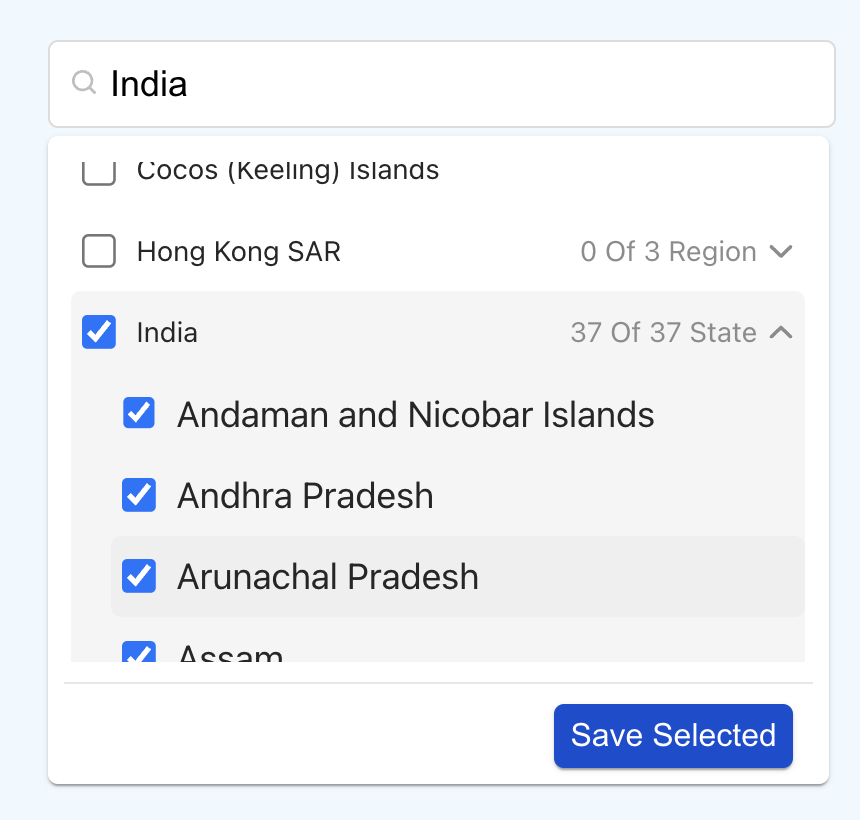 India
Cocos (Keeling) Islands
Hong Kong SAR 0 Of 3 Region
India 37 Of 37 State
Andaman and Nicobar Islands
Andhra Pradesh
Arunachal Pradesh
Assam
Save Selected